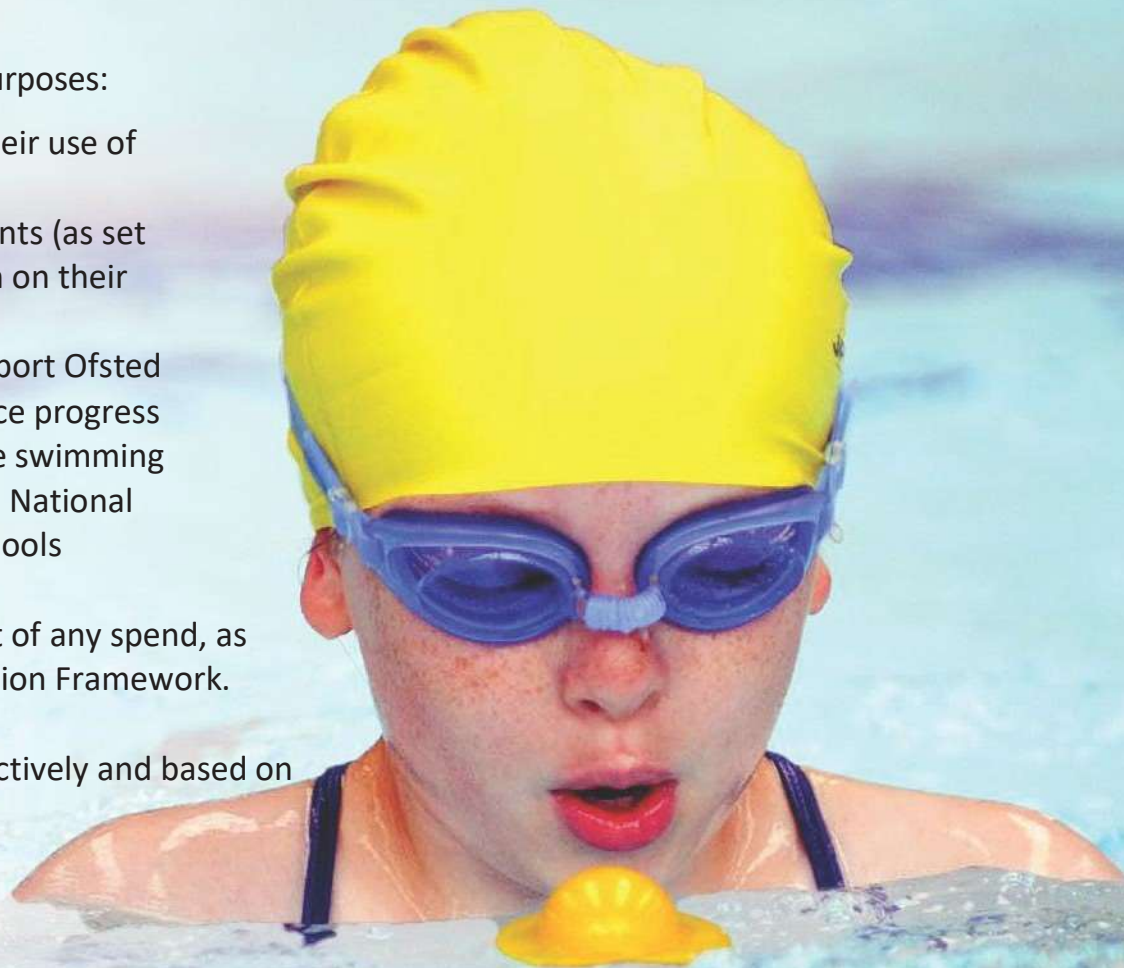 urposes:
eir use of
nts (as set
n on their
port Ofsted
ce progress
e swimming
National
ools
t of any spend, as
ion Framework.
ctively and based on